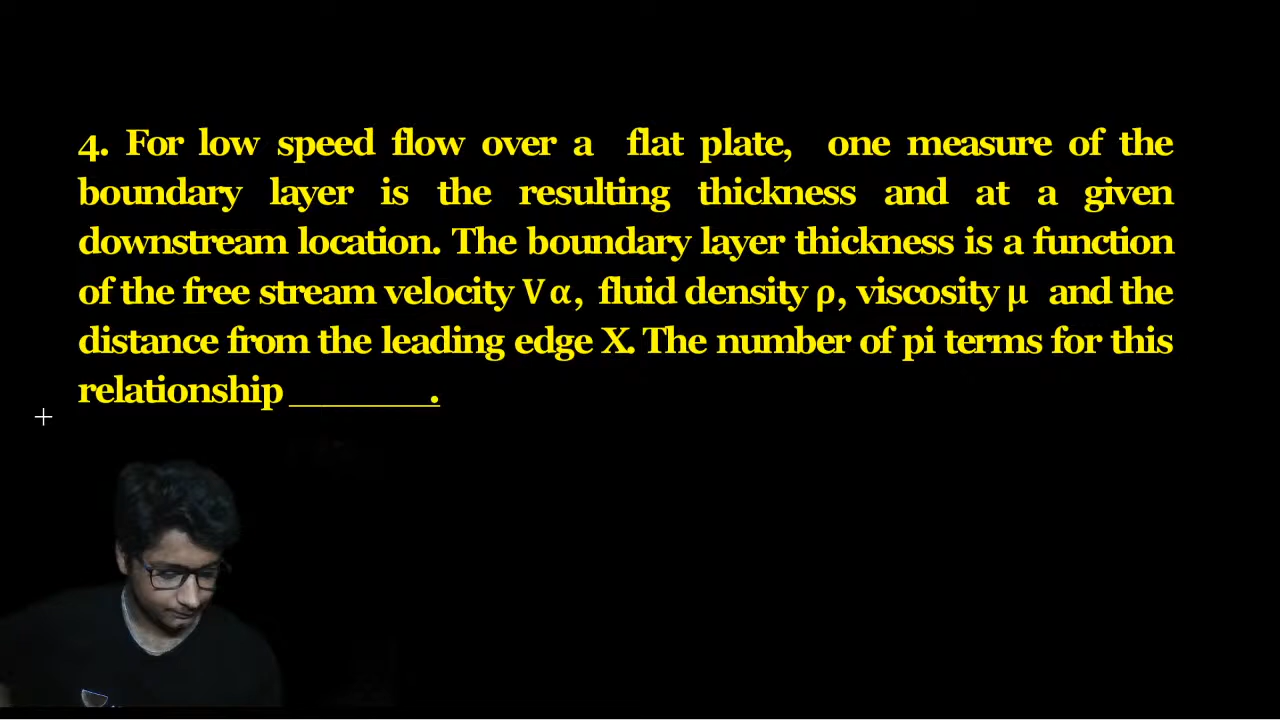 4. For low speed flow over a flat plate, one measure of the
boundary layer is the resulting thickness and at a given
downstream location. The boundary layer thickness is a function
of the free stream velocity Vα, fluid density ρ, viscosity μ and the
distance from the leading edge X. The number of pi terms for this
relationship _______.